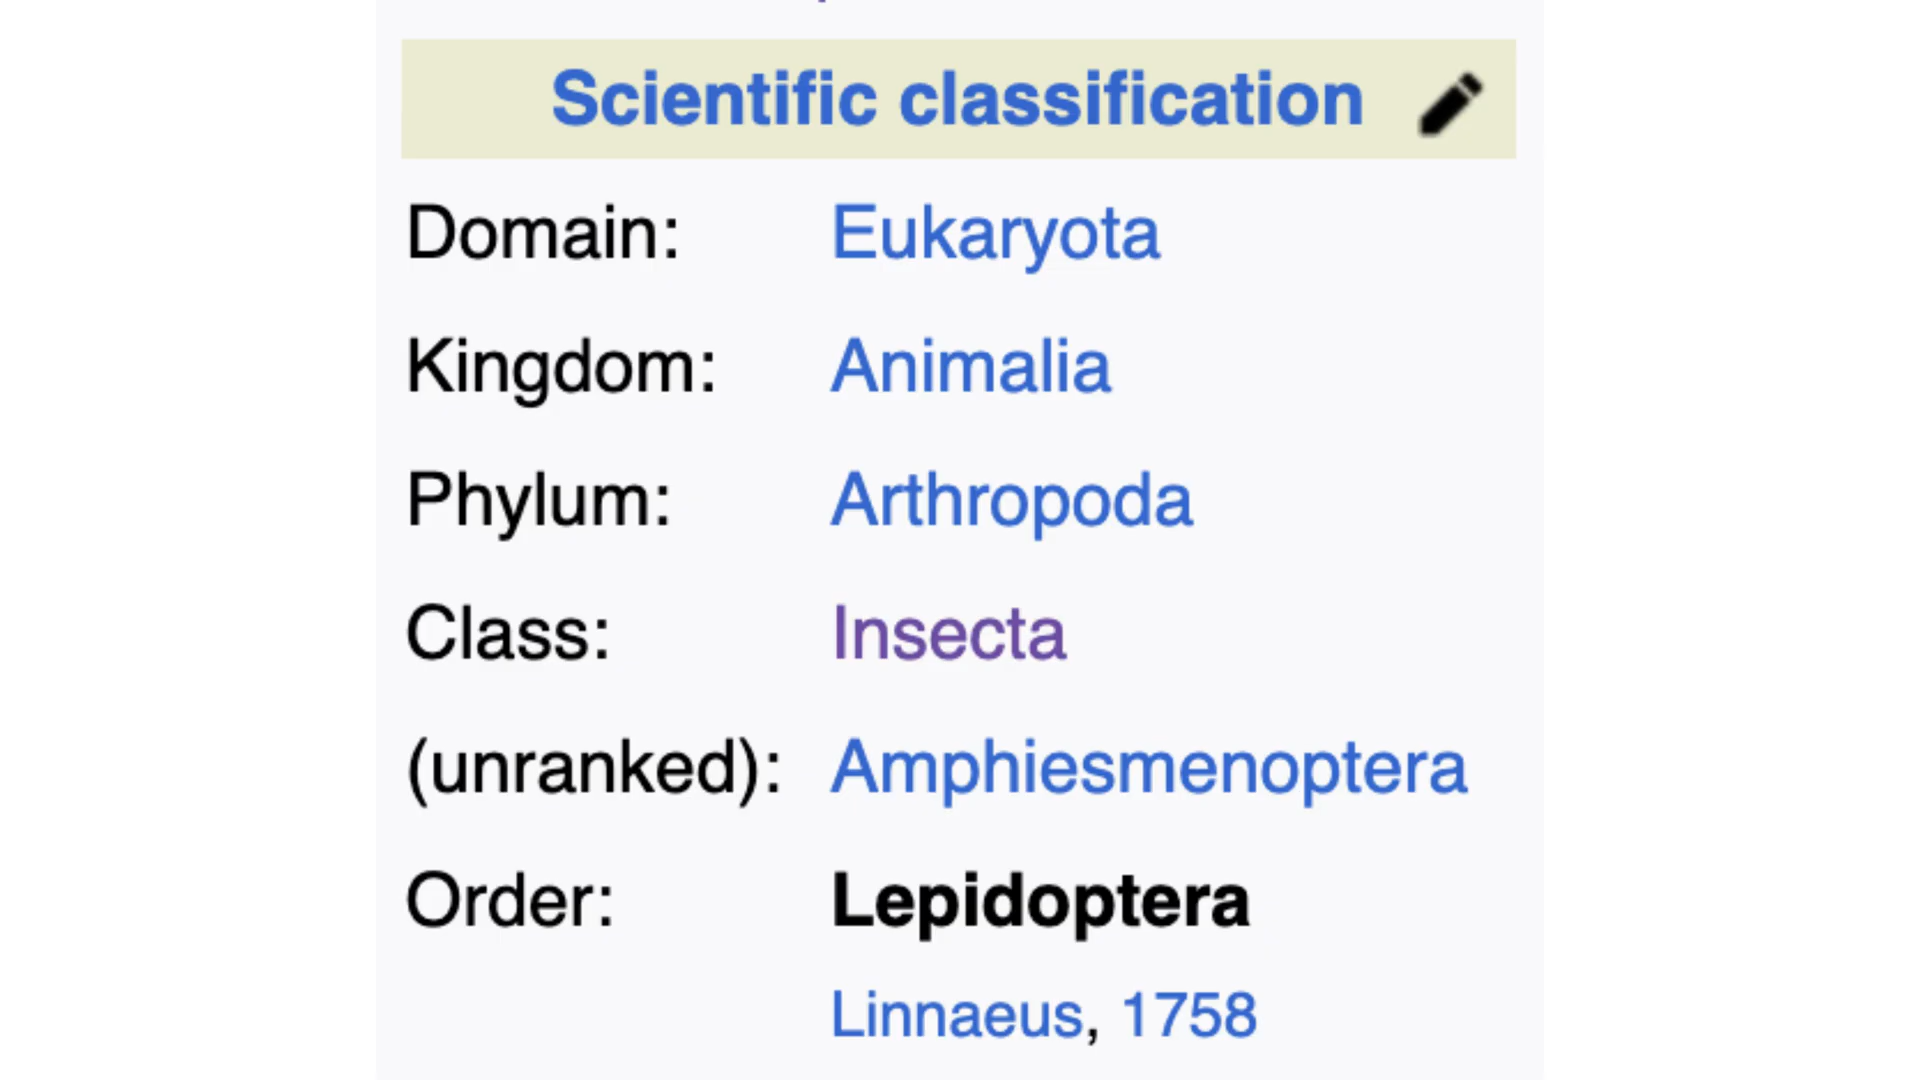 Scientific classification
Domain: Eukaryota
Kingdom: Animalia
Phylum: Arthropoda
Class: Insecta
(unranked): Amphiesmenoptera
Order: Lepidoptera
Linnaeus, 1758